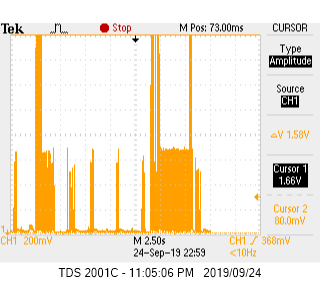 Tek Stop M Pos: 73.00ms CURSOR
Type
Amplitude
Source
CH1
△V 1.58V
Cursor 1
1.66V
Cursor 2
80.0mV
1
CH1 200mV M 2.50s CH1 / 368mV
24-Sep-19 22:59 <10Hz
TDS 2001C - 11:05:06 PM 2019/09/24